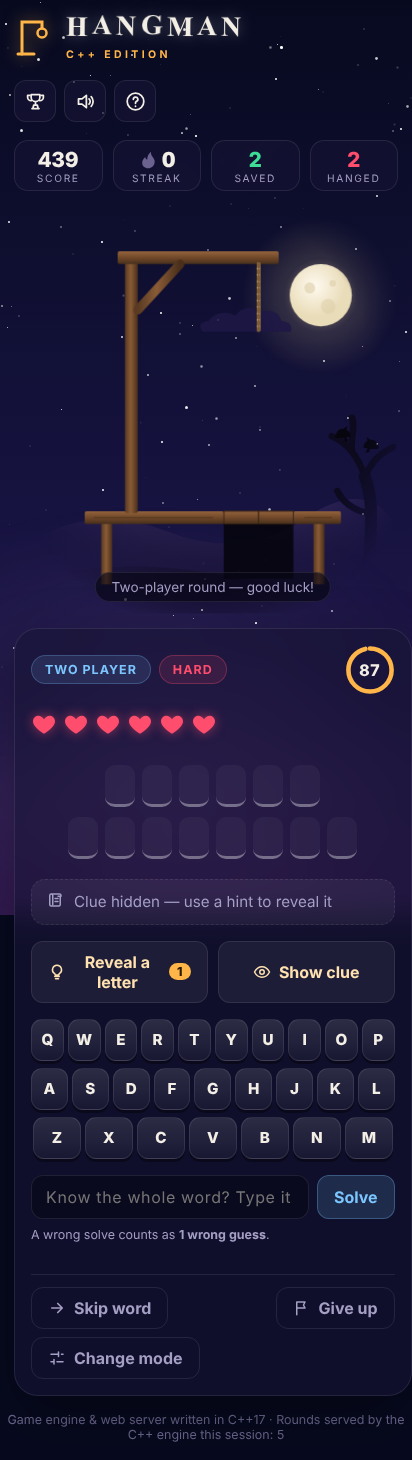 HANGMAN
C++ EDITION
439
SCORE
0
STREAK
2
SAVED
2
HANGED
Two-player round — good luck!
TWO PLAYER
HARD
87
Clue hidden — use a hint to reveal it
Reveal a
letter
1
Show clue
Q W E R T Y U I O P
A S D F G H J K L
Z X C V B N M
Know the whole word? Type it
Solve
A wrong solve counts as 1 wrong guess.
Skip word
Give up
Change mode
Game engine & web server written in C++17 · Rounds served by the
C++ engine this session: 5